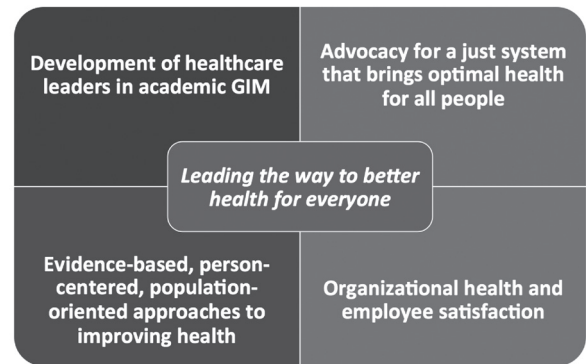 Development of healthcare
leaders in academic GIM
Advocacy for a just system
that brings optimal health
for all people
Leading the way to better
health for everyone
Evidence-based, person-
centered, population-
oriented approaches to
improving health
Organizational health and
employee satisfaction